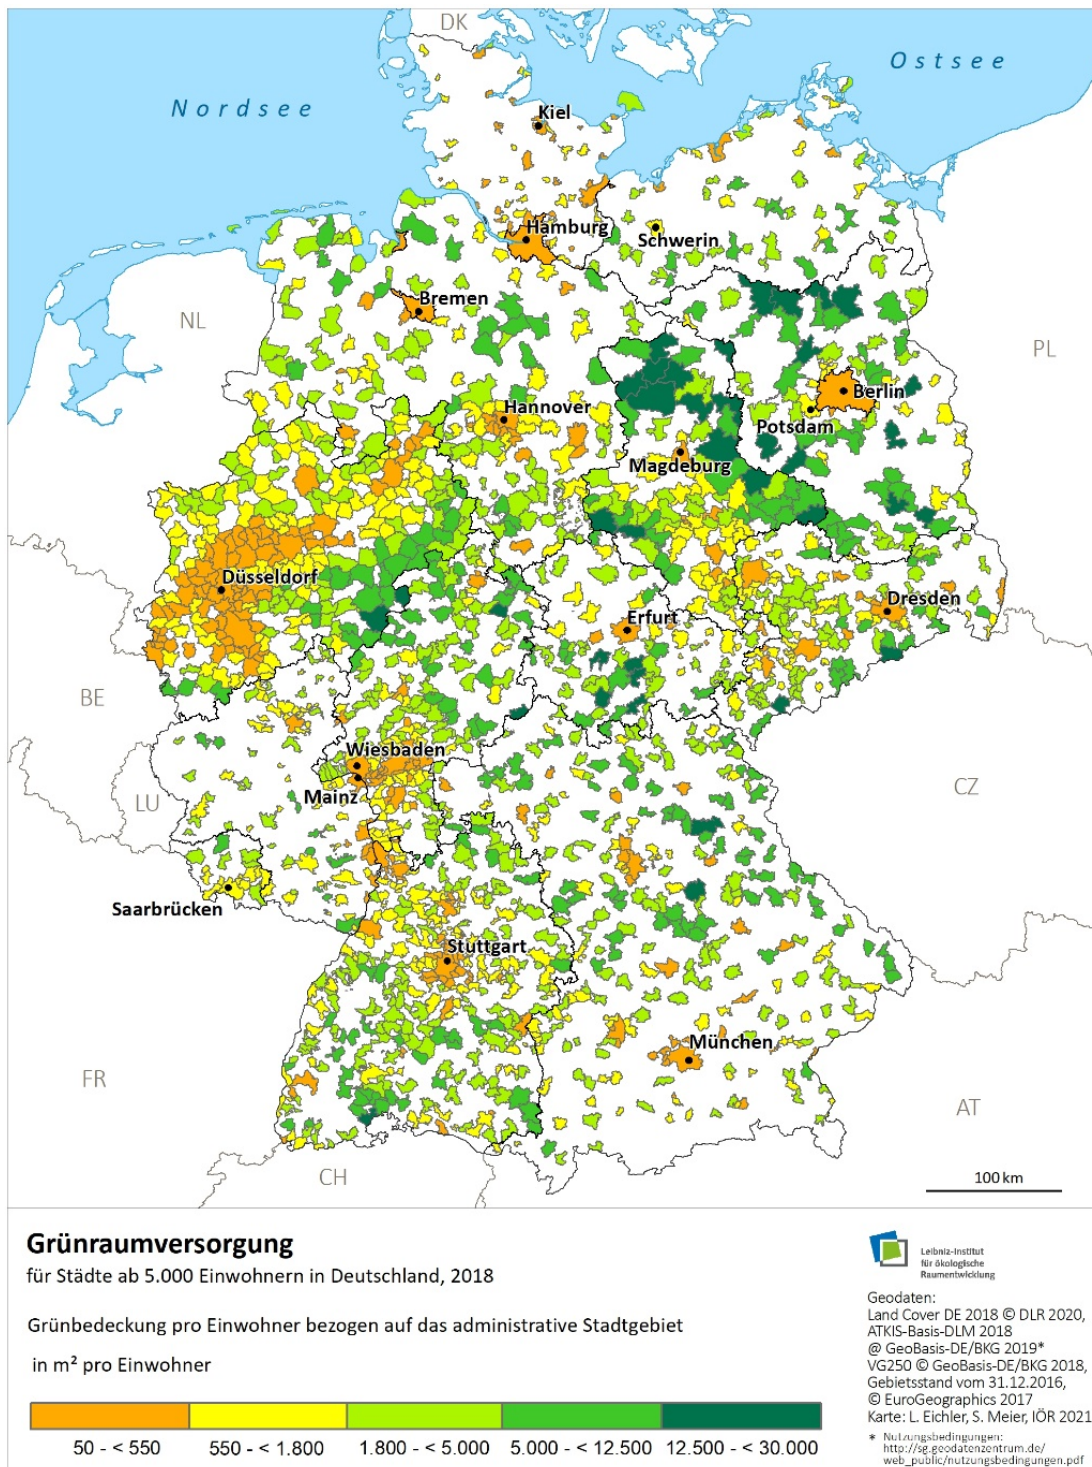 DK
Ostsee
Nordsee
Kiel
Hamburg
Schwerin
Bremen
NL
PL
Berlin
Hannover
Potsdam
Magdeburg
Düsseldorf
Dresden
Erfurt
BE
Wiesbaden
Mainz
LU
CZ
Saarbrücken
Stuttgart
München
FR
AT
CH
100 km
Grünraumversorgung
für Städte ab 5.000 Einwohnern in Deutschland, 2018
Grünbedeckung pro Einwohner bezogen auf das administrative Stadtgebiet
in m² pro Einwohner
50 - < 550
550 - < 1.800
1.800 - < 5.000
5.000 - < 12.500
12.500 - < 30.000
Leibniz-Institut
für ökologische
Raumentwicklung
Geodaten:
Land Cover DE 2018 © DLR 2020,
ATKIS-Basis-DLM 2018
@ GeoBasis-DE/BKG 2019*
VG250 © GeoBasis-DE/BKG 2018,
Gebietsstand vom 31.12.2016,
© EuroGeographics 2017
Karte: L. Eichler, S. Meier, IÖR 2021
* Nutzungsbedingungen:
http://sg.geodatenzentrum.de/
web_public/nutzungsbedingungen.pdf